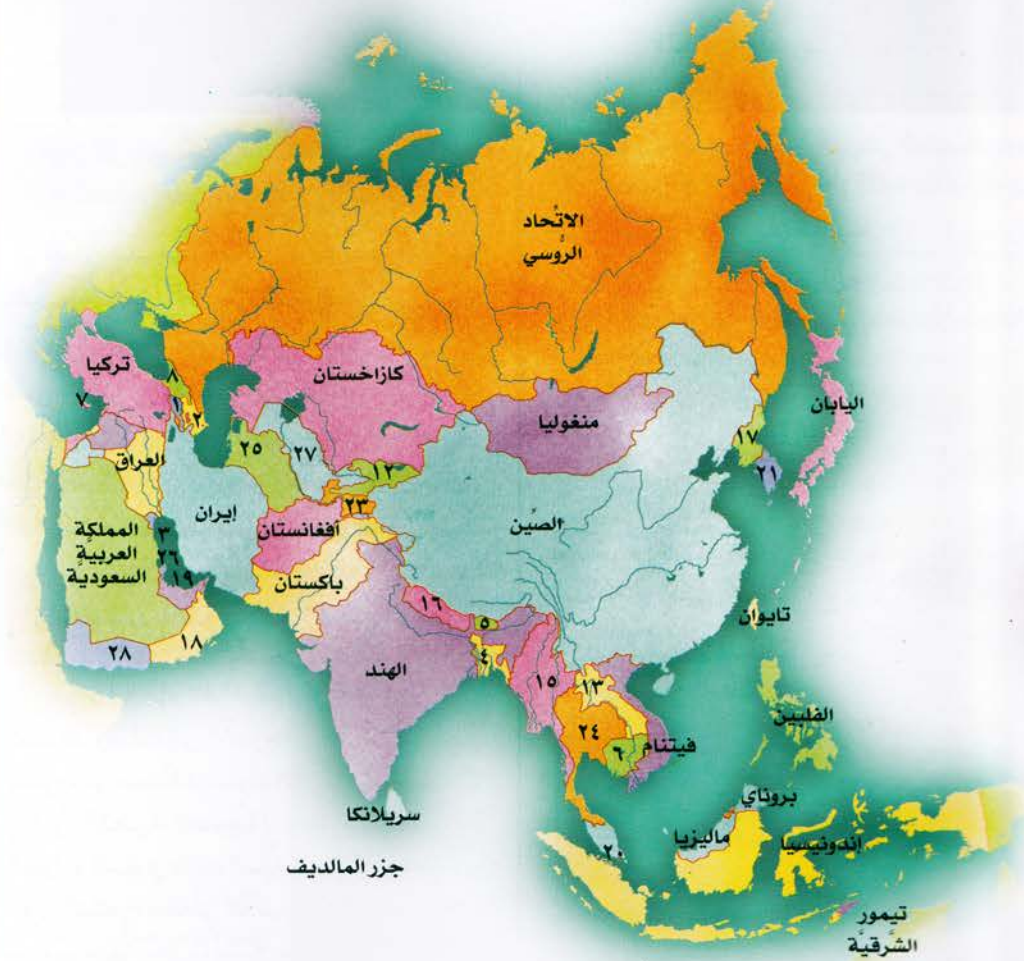 الاتّحاد
الرّوسي
تركيا
٨
كازاخستان
٧
١
٢
منغوليا
اليابان
١٧
العراق
٢٥
٢٧
١٢
٢١
٢٣
إيران
أفغانستان
الصّين
المملكة
العربيّة
السعوديّة
٣
٢٦
١٩
باكستان
١٦
٥
تايوان
١٨
٢٨
٤
الهند
١٥
١٣
٢٤
الفلبين
٦
فيتنام
بروناي
سريلانكا
ماليزيا
إندونيسيا
٢٠
جزر المالديف
تيمور
الشّرقيّة